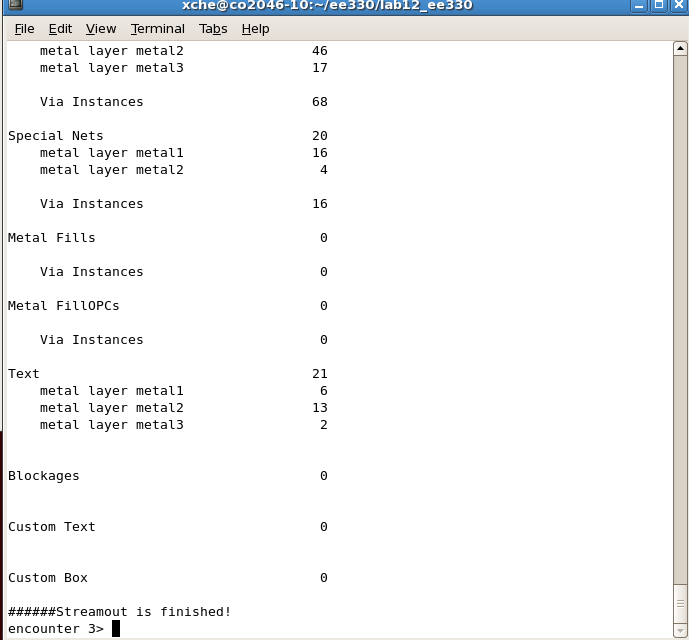 xche@co2046-10:~/ee330/lab12_ee330
File Edit View Terminal Tabs Help
metal layer metal2 46
metal layer metal3 17
Via Instances 68
Special Nets 20
metal layer metal1 16
metal layer metal2 4
Via Instances 16
Metal Fills 0
Via Instances 0
Metal FillOPCs 0
Via Instances 0
Text 21
metal layer metal1 6
metal layer metal2 13
metal layer metal3 2
Blockages 0
Custom Text 0
Custom Box 0
######Streamout is finished!
encounter 3>